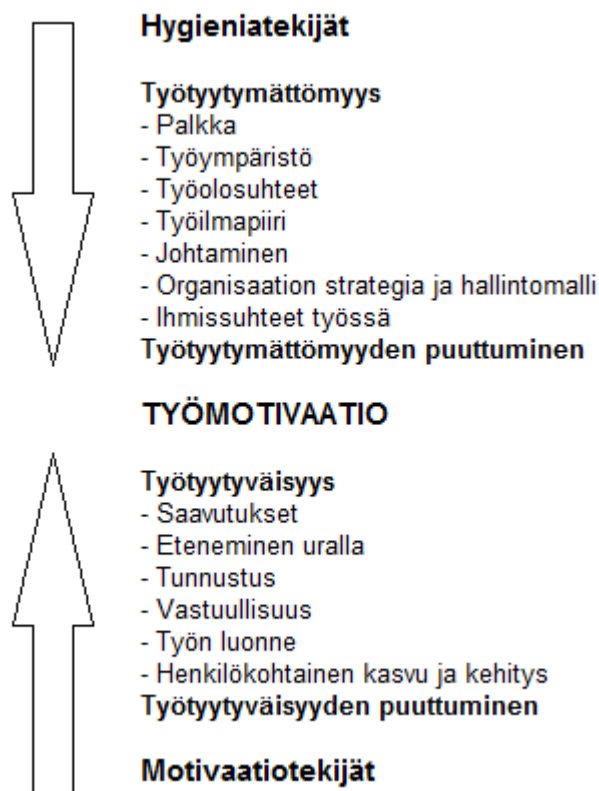 Hygieniatekijät
Työtyytymättömyys
- Palkka
- Työympäristö
- Työolosuhteet
- Työilmapiiri
- Johtaminen
- Organisaation strategia ja hallintomalli
- Ihmissuhteet työssä
Työtyytymättömyyden puuttuminen
TYÖMOTIVAATIO
Työtyytyväisyys
- Saavutukset
- Eteneminen uralla
- Tunnustus
- Vastuullisuus
- Työn luonne
- Henkilökohtainen kasvu ja kehitys
Työtyytyväisyyden puuttuminen
Motivaatiotekijät